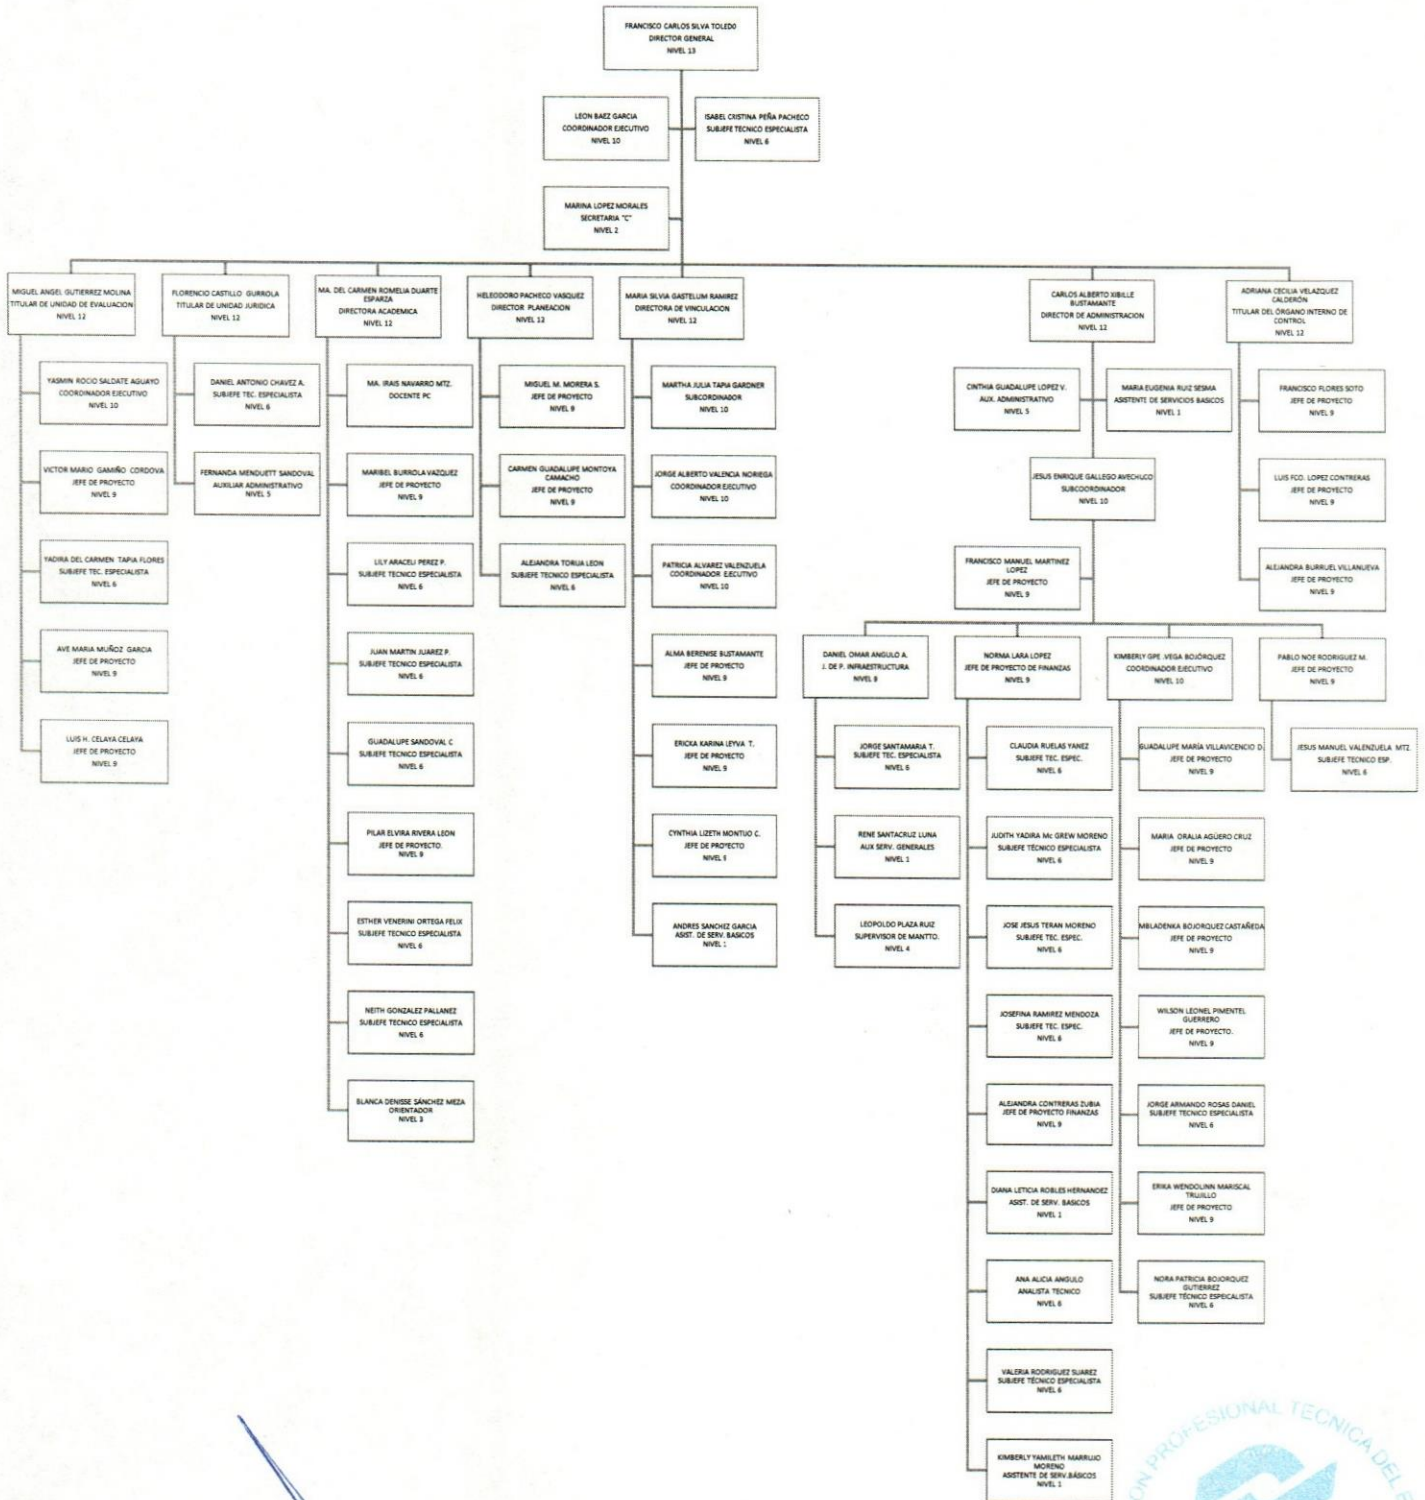 FRANCISCO CARLOS SILVA TOLEDO
DIRECTOR GENERAL
NIVEL 13
LEON BAEZ GARCIA
COORDINADOR EJECUTIVO
NIVEL 10
ISABEL CRISTINA PEÑA PACHECO
SUBJEFE TECNICO ESPECIALISTA
NIVEL 6
MARINA LOPEZ MORALES
SECRETARIA "C"
NIVEL 2
MIGUEL ANGEL GUTIERREZ MOLINA
TITULAR DE UNIDAD DE EVALUACION
NIVEL 12
YASMIN ROCIO SALDATE AGUAYO
COORDINADOR EJECUTIVO
NIVEL 10
VICTOR MARIO GAMIÑO CORDOVA
JEFE DE PROYECTO
NIVEL 9
YADIRA DEL CARMEN TAPIA FLORES
SUBJEFE TEC. ESPECIALISTA
NIVEL 6
AVE MARIA MUÑOZ GARCIA
JEFE DE PROYECTO
NIVEL 9
LUIS H. CELAYA CELAYA
JEFE DE PROYECTO
NIVEL 9
FLORENCIO CASTILLO GURROLA
TITULAR DE UNIDAD JURIDICA
NIVEL 12
DANIEL ANTONIO CHAVEZ A.
SUBJEFE TEC. ESPECIALISTA
NIVEL 6
FERNANDA MENDUETT SANDOVAL
AUXILIAR ADMINISTRATIVO
NIVEL 5
MA. DEL CARMEN ROMELIA DUARTE
ESPARZA
DIRECTORA ACADEMICA
NIVEL 12
MA. IRAIS NAVARRO MTZ.
DOCENTE PC
MARIBEL BURROLA VAZQUEZ
JEFE DE PROYECTO
NIVEL 9
LILY ARACELI PEREZ P.
SUBJEFE TECNICO ESPECIALISTA
NIVEL 6
JUAN MARTIN JUAREZ P.
SUBJEFE TECNICO ESPECIALISTA
NIVEL 6
GUADALUPE SANDOVAL C
SUBJEFE TECNICO ESPECIALISTA
NIVEL 6
PILAR ELVIRA RIVERA LEON
JEFE DE PROYECTO.
NIVEL 9
ESTHER VENERINI ORTEGA FELIX
SUBJEFE TECNICO ESPECIALISTA
NIVEL 6
NEITH GONZALEZ PALLANEZ
SUBJEFE TECNICO ESPECIALISTA
NIVEL 6
BLANCA DENISSE SÁNCHEZ MEZA
ORIENTADOR
NIVEL 3
HELEODORO PACHECO VASQUEZ
DIRECTOR PLANEACION
NIVEL 12
MIGUEL M. MORERA S.
JEFE DE PROYECTO
NIVEL 9
CARMEN GUADALUPE MONTOYA
CAMACHO
JEFE DE PROYECTO
NIVEL 9
ALEJANDRA TORUA LEON
SUBJEFE TECNICO ESPECIALISTA
NIVEL 6
MARIA SILVIA GASTELUM RAMIREZ
DIRECTORA DE VINCULACION
NIVEL 12
MARTHA JULIA TAPIA GARDNER
SUBCORDINADOR
NIVEL 10
JORGE ALBERTO VALENCIA NORIEGA
COORDINADOR EJECUTIVO
NIVEL 10
PATRICIA ALVAREZ VALENZUELA
COORDINADOR EJECUTIVO
NIVEL 10
ALMA BERENISE BUSTAMANTE
JEFE DE PROYECTO
NIVEL 9
ERICKA KARINA LEYVA T.
JEFE DE PROYECTO
NIVEL 9
CYNTHIA LIZETH MONTIJO C.
JEFE DE PROYECTO
NIVEL
ANDRES SANCHEZ GARCIA
ASIST. DE SERV. BASICOS
NIVEL 1
CARLOS ALBERTO XIBILLE
BUSTAMANTE
DIRECTOR DE ADMINISTRACION
NIVEL 12
CINTHIA GUADALUPE LOPEZ V.
AUX. ADMINISTRATIVO
NIVEL 5
MARIA EUGENIA RUIZ SESMA
ASISTENTE DE SERVICIOS BASICOS
NIVEL 1
JESUS ENRIQUE GALLEGO AVECHUCO
SUBCOORDINADOR
NIVEL 10
FRANCISCO MANUEL MARTINEZ
LOPEZ
JEFE DE PROYECTO
NIVEL 9
DANIEL OMAR ANGULO A.
J. DE P. INFRAESTRUCTURA
NIVEL
JORGE SANTAMARIA T.
SUBJEFE TEC. ESPECIALISTA
NIVEL 6
RENE SANTACRUZ LUNA
AUX SERV. GENERALES
NIVEL 1
LEOPOLDO PLAZA RUIZ
SUPERVISOR DE MANTTO.
NIVEL 4
NORMA LARA LOPEZ
JEFE DE PROYECTO DE FINANZAS
NIVEL 9
CLAUDIA RUELAS YANEZ
SUBJEFE TEC. ESPEC.
NIVEL 6
JUDITH YADIRA Mc GREW MORENO
SUBJEFE TÉCNICO ESPECIALISTA
NIVEL 6
JOSE JESUS TERAN MORENO
SUBJEFE TEC. ESPEC.
NIVEL 6
JOSEFINA RAMIREZ MENDOZA
SUBJEFE TEC. ESPEC.
NIVEL 6
ALEJANDRA CONTRERAS ZUBIA
JEFE DE PROYECTO FINANZAS
NIVEL 9
DIANA LETICIA ROBLES HERNANDEZ
ASIST. DE SERV. BASICOS
NIVEL 1
ANA ALICIA ANGULO
ANALISTA TECNICO
NIVEL
VALERIA RODRIGUEZ SUAREZ
SUBJEFE TÉCNICO ESPECIALISTA
NIVEL 6
KIMBERLY YAMILETH MARRUJO
MORENO
ASISTENTE DE SERV.BÁSICOS
NIVEL 1
KIMBERLY GPE .VEGA BOJÓRQUEZ
COORDINADOR EJECUTIVO
NIVEL 10
GUADALUPE MARÍA VILLAVICENCIO D.
JEFE DE PROYECTO
NIVEL 9
MARIA ORALIA AGÜERO CRUZ
JEFE DE PROYECTO
NIVEL 9
MBLADENKA BOJORQUEZ CASTAÑEDA
JEFE DE PROYECTO
NIVEL 9
WILSON LEONEL PIMENTEL
GUERRERO
JEFE DE PROYECTO.
NIVEL 9
JORGE ARMANDO ROSAS DANIEL
SUBJEFE TECNICO ESPECIALISTA
NIVEL 6
ERIKA WENDOLINN MARISCAL
TRUJILLO
JEFE DE PROYECTO
NIVEL 9
NORA PATRICIA BOJORQUEZ
GUTIERREZ
SUBJEFE TÉCNICO ESPEICALISTA
NIVEL 6
PABLO NOE RODRIGUEZ M.
JEFE DE PROYECTO
NIVEL 9
JESUS MANUEL VALENZUELA MTZ.
SUBJEFE TECNICO ESP.
NIVEL 6
ADRIANA CECILIA VELAZQUEZ
CALDERÓN
TITULAR DEL ÓRGANO INTERNO DE
CONTROL
NIVEL 12
FRANCISCO FLORES SOTO
JEFE DE PROYECTO
NIVEL 9
LUIS FCO. LOPEZ CONTRERAS
JEFE DE PROYECTO
NIVEL 9
ALEJANDRA BURRUEL VILLANUEVA
JEFE DE PROYECTO
NIVEL 9
PROFESIONAL TECNICA DEL